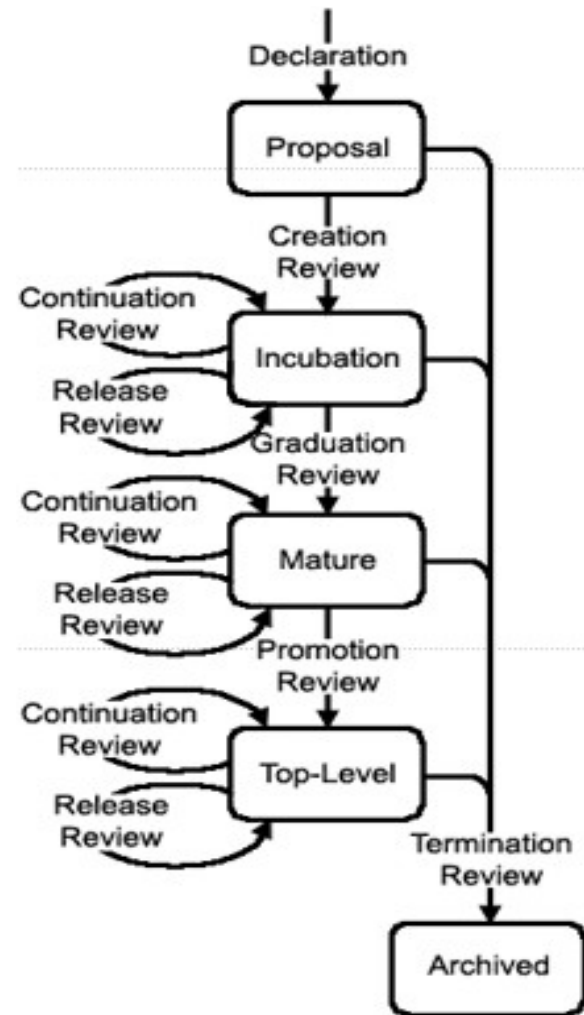 Declaration
Proposal
Creation
Review
Continuation
Review
Incubation
Release
Review
Graduation
Review
Continuation
Review
Mature
Release
Review
Promotion
Review
Continuation
Review
Top-Level
Release
Review
Termination
Review
Archived